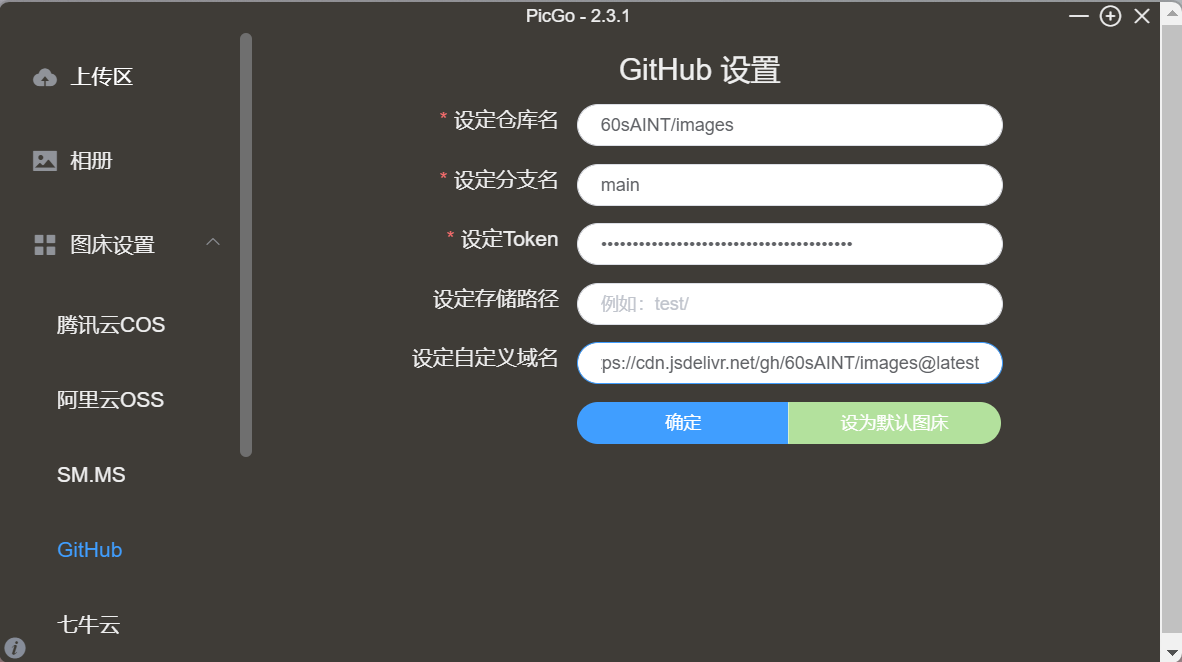 PicGo - 2.3.1
上传区
相册
图床设置
腾讯云COS
阿里云OSS
SM.MS
GitHub
七牛云
GitHub 设置
* 设定仓库名
60sAINT/images
* 设定分支名
main
* 设定Token
••••••••••••••••••••••••••••••••••••••••
设定存储路径
例如：test/
设定自定义域名
ps://cdn.jsdelivr.net/gh/60sAINT/images@latest
确定
设为默认图床